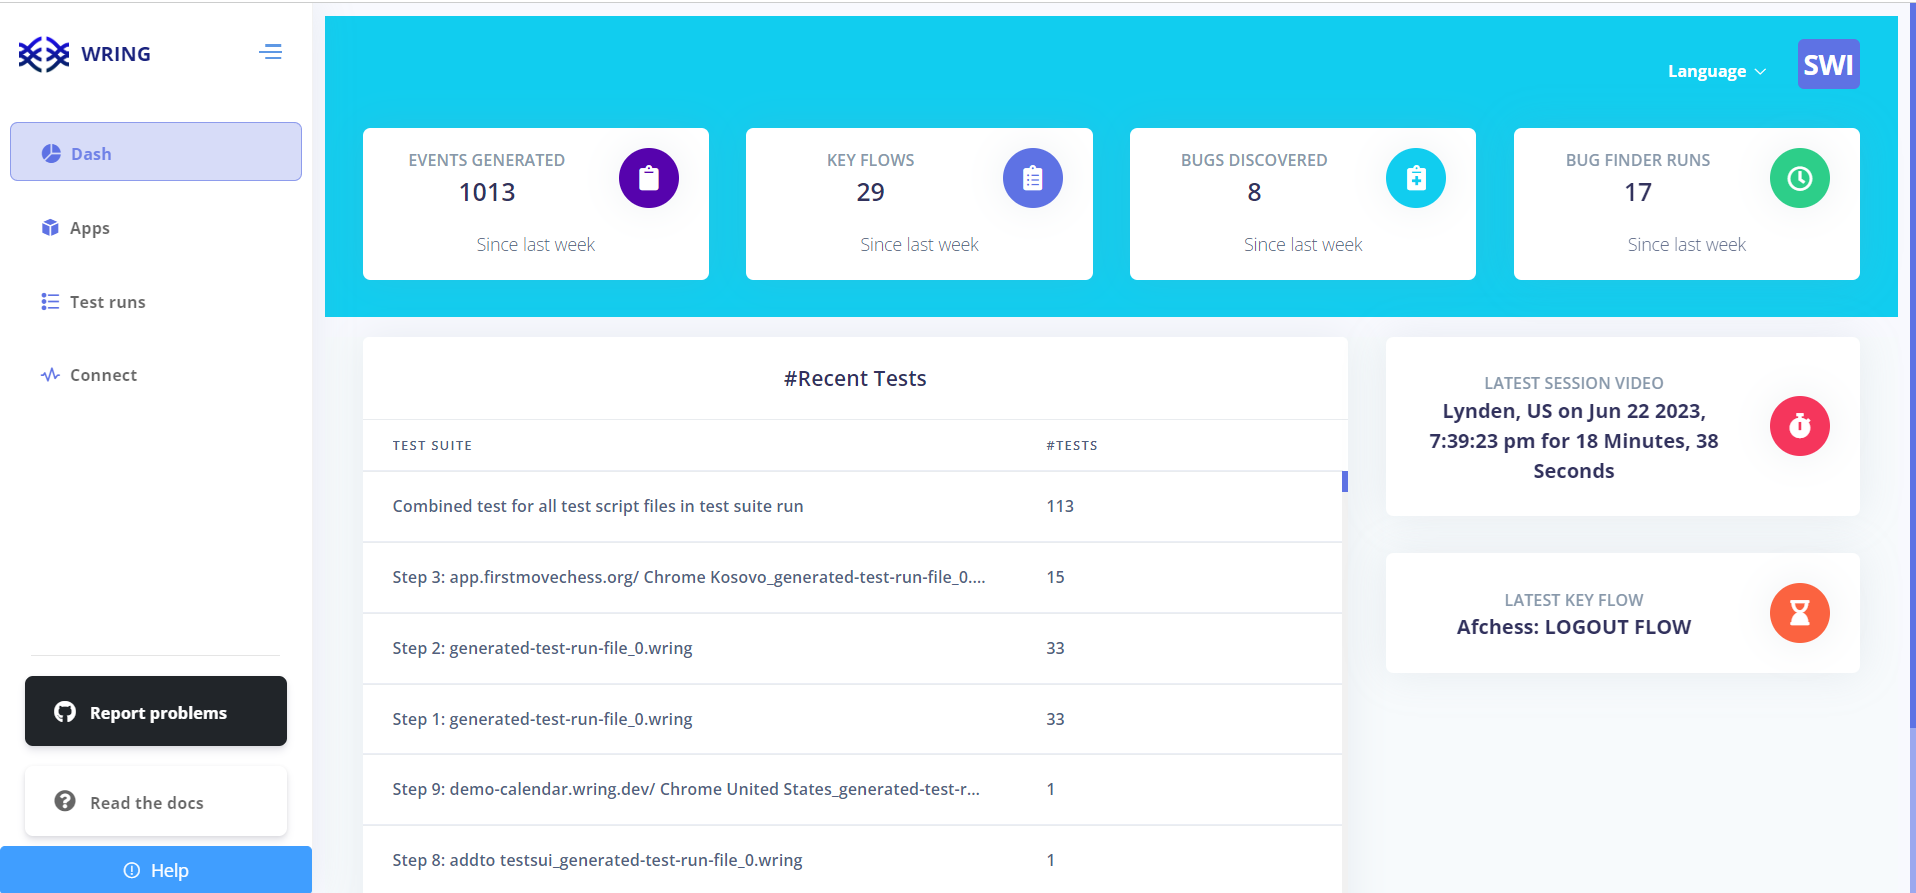 WRING
Dash
Apps
Test runs
Connect
Report problems
Read the docs
Help
Language
SWI
EVENTS GENERATED
1013
Since last week
KEY FLOWS
29
Since last week
BUGS DISCOVERED
8
Since last week
BUG FINDER RUNS
17
Since last week
#Recent Tests
TEST SUITE #TESTS
Combined test for all test script files in test suite run 113
Step 3: app.firstmovechess.org/ Chrome Kosovo_generated-test-run-file_0.... 15
Step 2: generated-test-run-file_0.wring 33
Step 1: generated-test-run-file_0.wring 33
Step 9: demo-calendar.wring.dev/ Chrome United States_generated-test-r... 1
Step 8: addto testsui_generated-test-run-file_0.wring 1
LATEST SESSION VIDEO
Lynden, US on Jun 22 2023,
7:39:23 pm for 18 Minutes, 38
Seconds
LATEST KEY FLOW
Afchess: LOGOUT FLOW